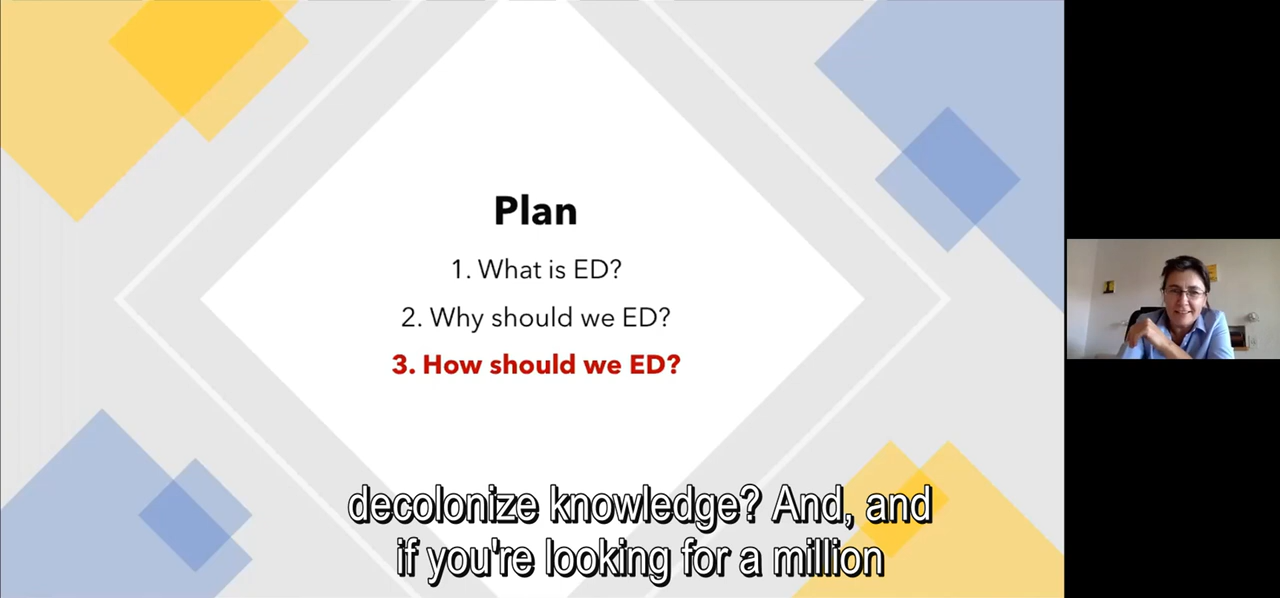 Plan
1. What is ED?
2. Why should we ED?
3. How should we ED?
decolonize knowledge? And, and
if you're looking for a million